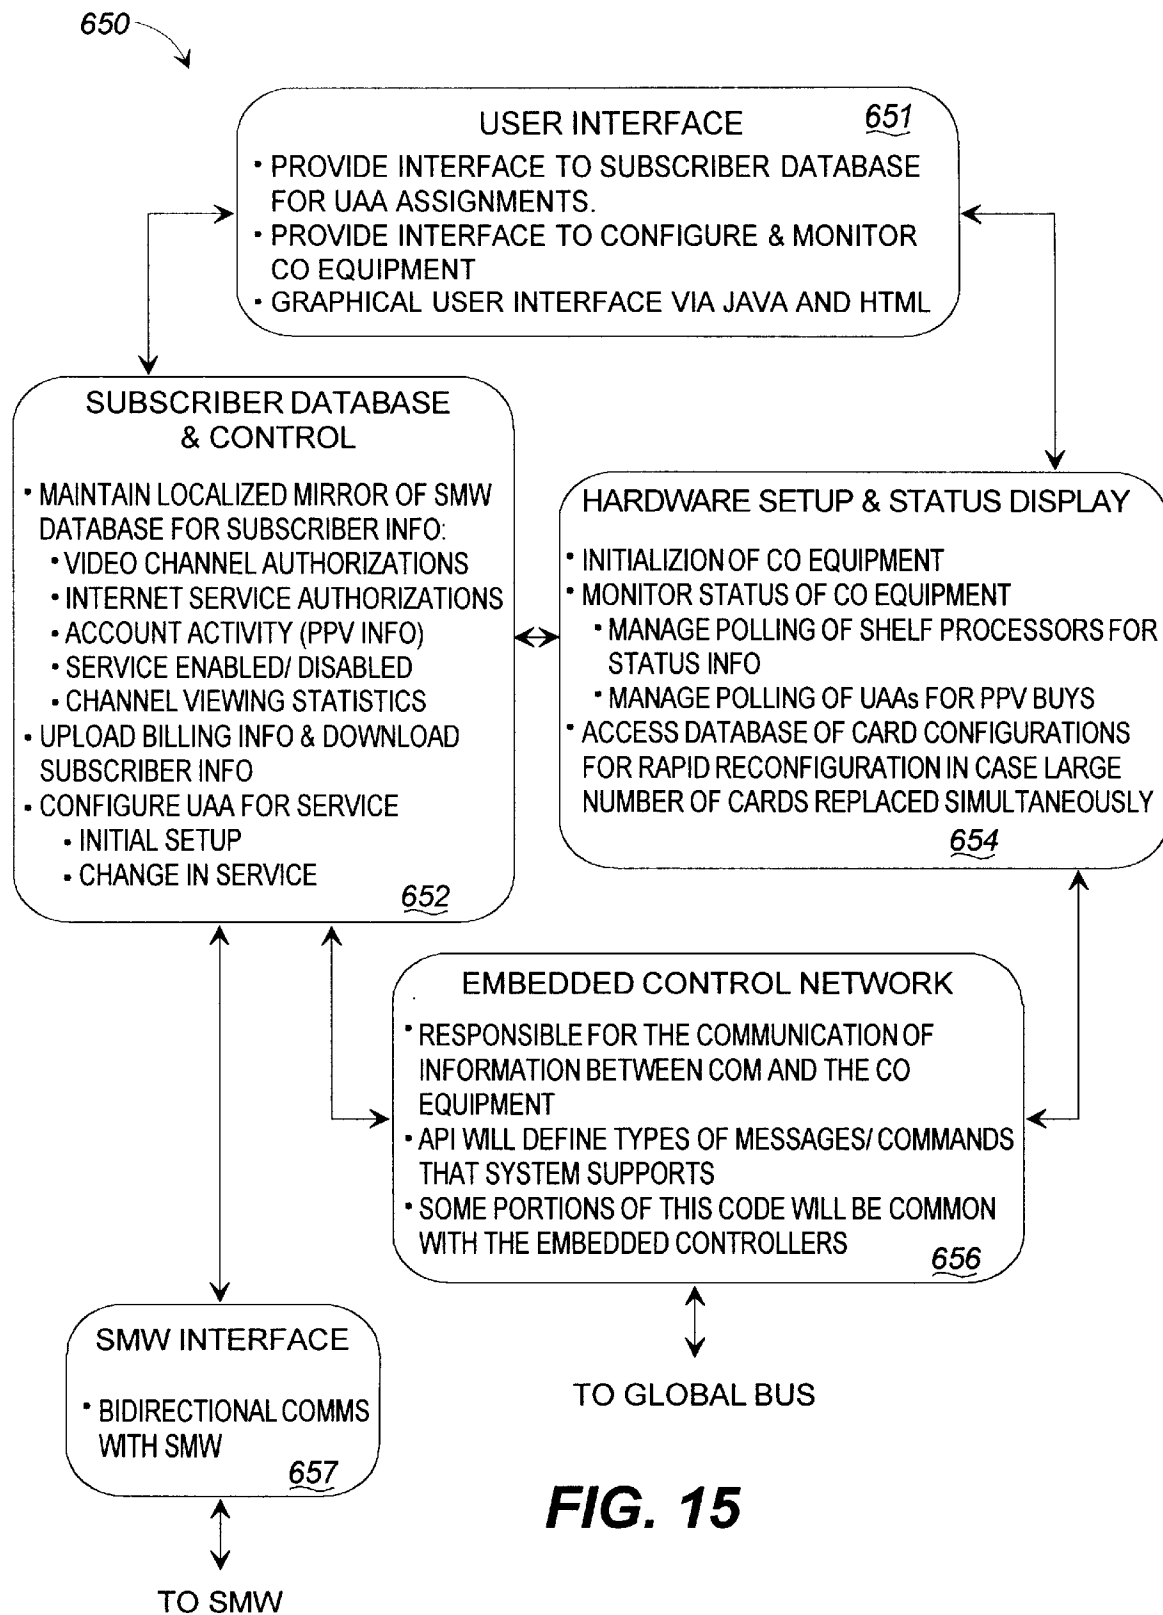 650
USER INTERFACE
651
• PROVIDE INTERFACE TO SUBSCRIBER DATABASE
FOR UAA ASSIGNMENTS.
• PROVIDE INTERFACE TO CONFIGURE & MONITOR
CO EQUIPMENT
• GRAPHICAL USER INTERFACE VIA JAVA AND HTML
SUBSCRIBER DATABASE
& CONTROL
• MAINTAIN LOCALIZED MIRROR OF SMW
DATABASE FOR SUBSCRIBER INFO:
• VIDEO CHANNEL AUTHORIZATIONS
• INTERNET SERVICE AUTHORIZATIONS
• ACCOUNT ACTIVITY (PPV INFO)
• SERVICE ENABLED/ DISABLED
• CHANNEL VIEWING STATISTICS
• UPLOAD BILLING INFO & DOWNLOAD
SUBSCRIBER INFO
• CONFIGURE UAA FOR SERVICE
• INITIAL SETUP
• CHANGE IN SERVICE
652
HARDWARE SETUP & STATUS DISPLAY
• INITIALIZION OF CO EQUIPMENT
• MONITOR STATUS OF CO EQUIPMENT
• MANAGE POLLING OF SHELF PROCESSORS FOR
STATUS INFO
• MANAGE POLLING OF UAAs FOR PPV BUYS
• ACCESS DATABASE OF CARD CONFIGURATIONS
FOR RAPID RECONFIGURATION IN CASE LARGE
NUMBER OF CARDS REPLACED SIMULTANEOUSLY
654
EMBEDDED CONTROL NETWORK
• RESPONSIBLE FOR THE COMMUNICATION OF
INFORMATION BETWEEN COM AND THE CO
EQUIPMENT
• API WILL DEFINE TYPES OF MESSAGES/ COMMANDS
THAT SYSTEM SUPPORTS
• SOME PORTIONS OF THIS CODE WILL BE COMMON
WITH THE EMBEDDED CONTROLLERS
656
SMW INTERFACE
• BIDIRECTIONAL COMMS
WITH SMW
657
TO GLOBAL BUS
TO SMW
FIG. 15